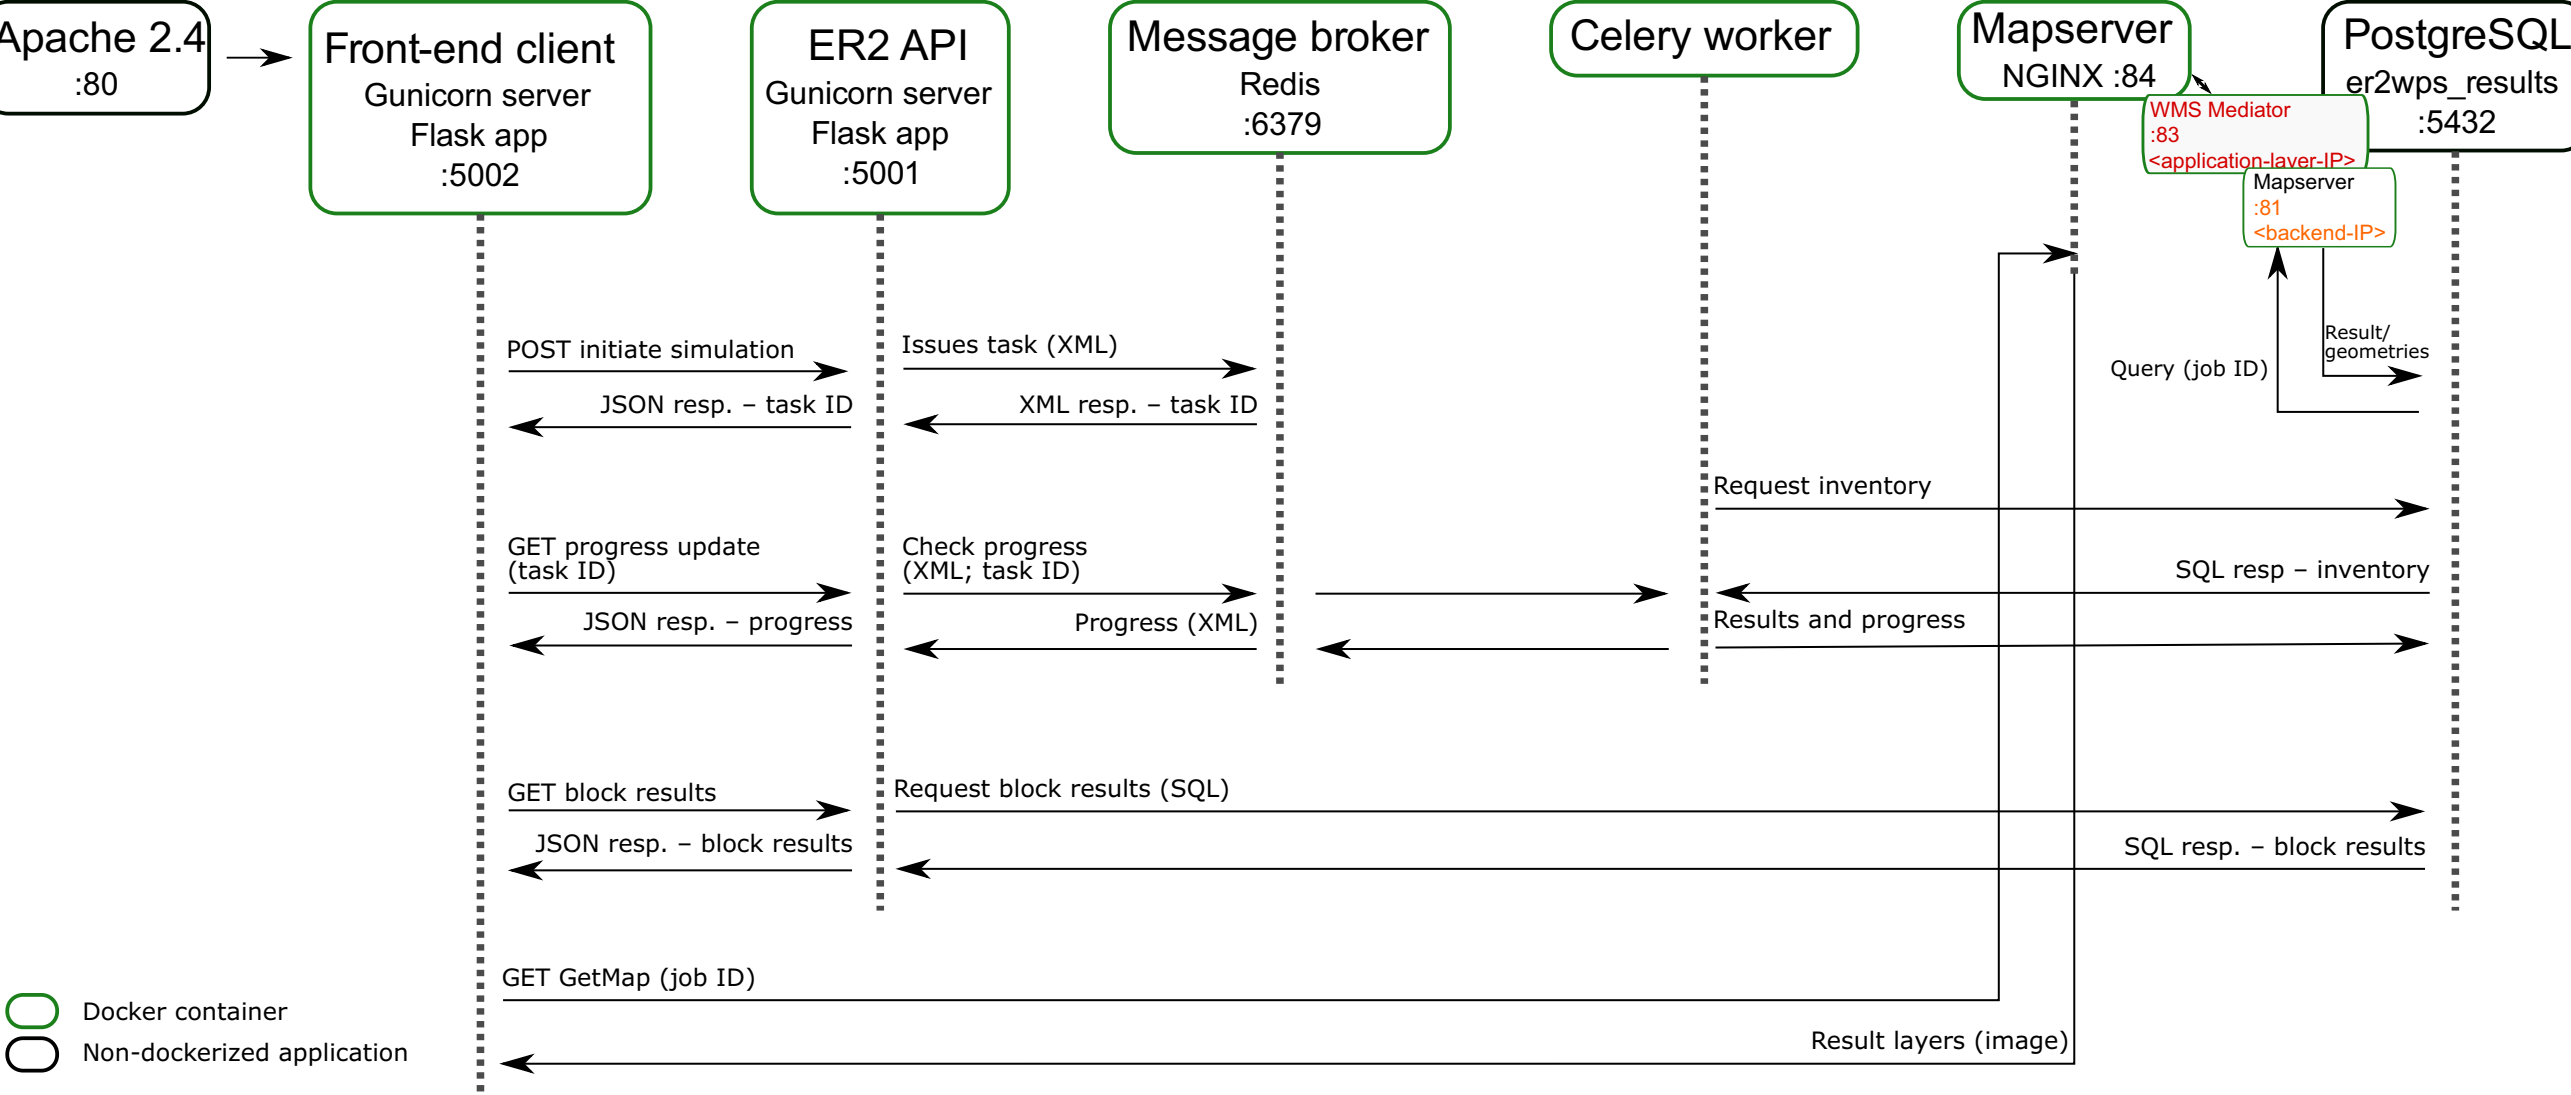 Apache 2.4
:80
Front-end client
Gunicorn server
Flask app
:5002
ER2 API
Gunicorn server
Flask app
:5001
Message broker
Redis
:6379
Celery worker
Mapserver
NGINX :84
WMS Mediator
:83
<application-layer-IP>
Mapserver
:81
<backend-IP>
PostgreSQL
er2wps_results
:5432
POST initiate simulation
JSON resp. – task ID
Issues task (XML)
XML resp. – task ID
Query (job ID)
Result/
geometries
Request inventory
GET progress update
(task ID)
JSON resp. – progress
Check progress
(XML; task ID)
Progress (XML)
SQL resp – inventory
Results and progress
GET block results
JSON resp. – block results
Request block results (SQL)
SQL resp. – block results
GET GetMap (job ID)
Result layers (image)
Docker container
Non-dockerized application